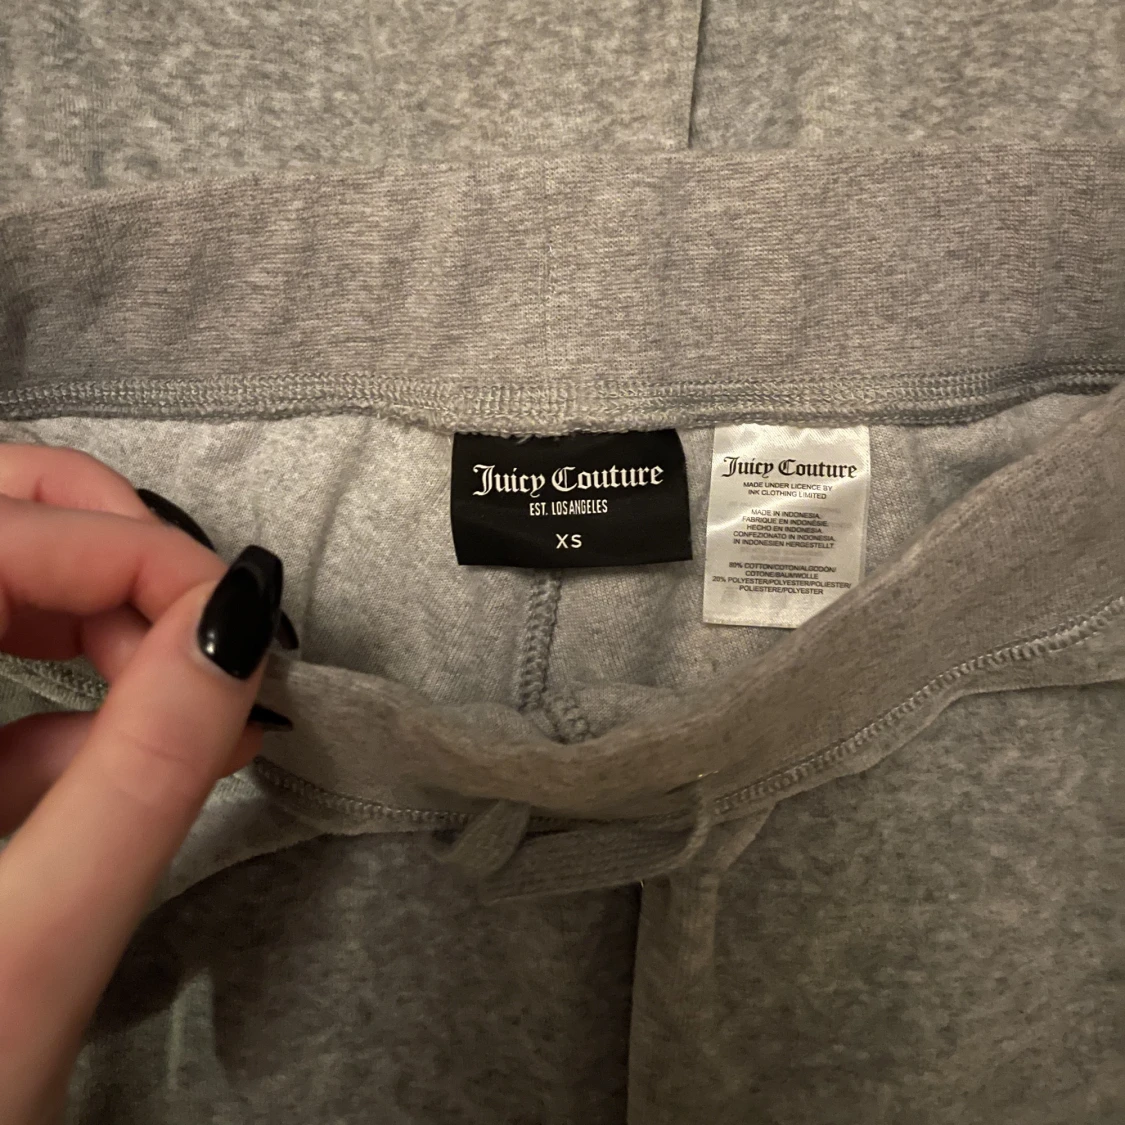 Juicy Couture
EST. LOS ANGELES
XS
Juicy Couture
MADE UNDER LICENCE BY
INK CLOTHING LIMITED
MADE IN INDONESIA.
FABRIQUE EN INDONÉSIE.
HECHO EN INDONESIA.
CONFEZIONATO IN INDONESIA.
IN INDONESIEN HERGESTELLT
80% COTTON/COTON/ALGODÓN/
COTONE/BAUMWOLLE
20% POLYESTER/POLYESTER/POLIESTER/
POLIESTERE/POLYESTER